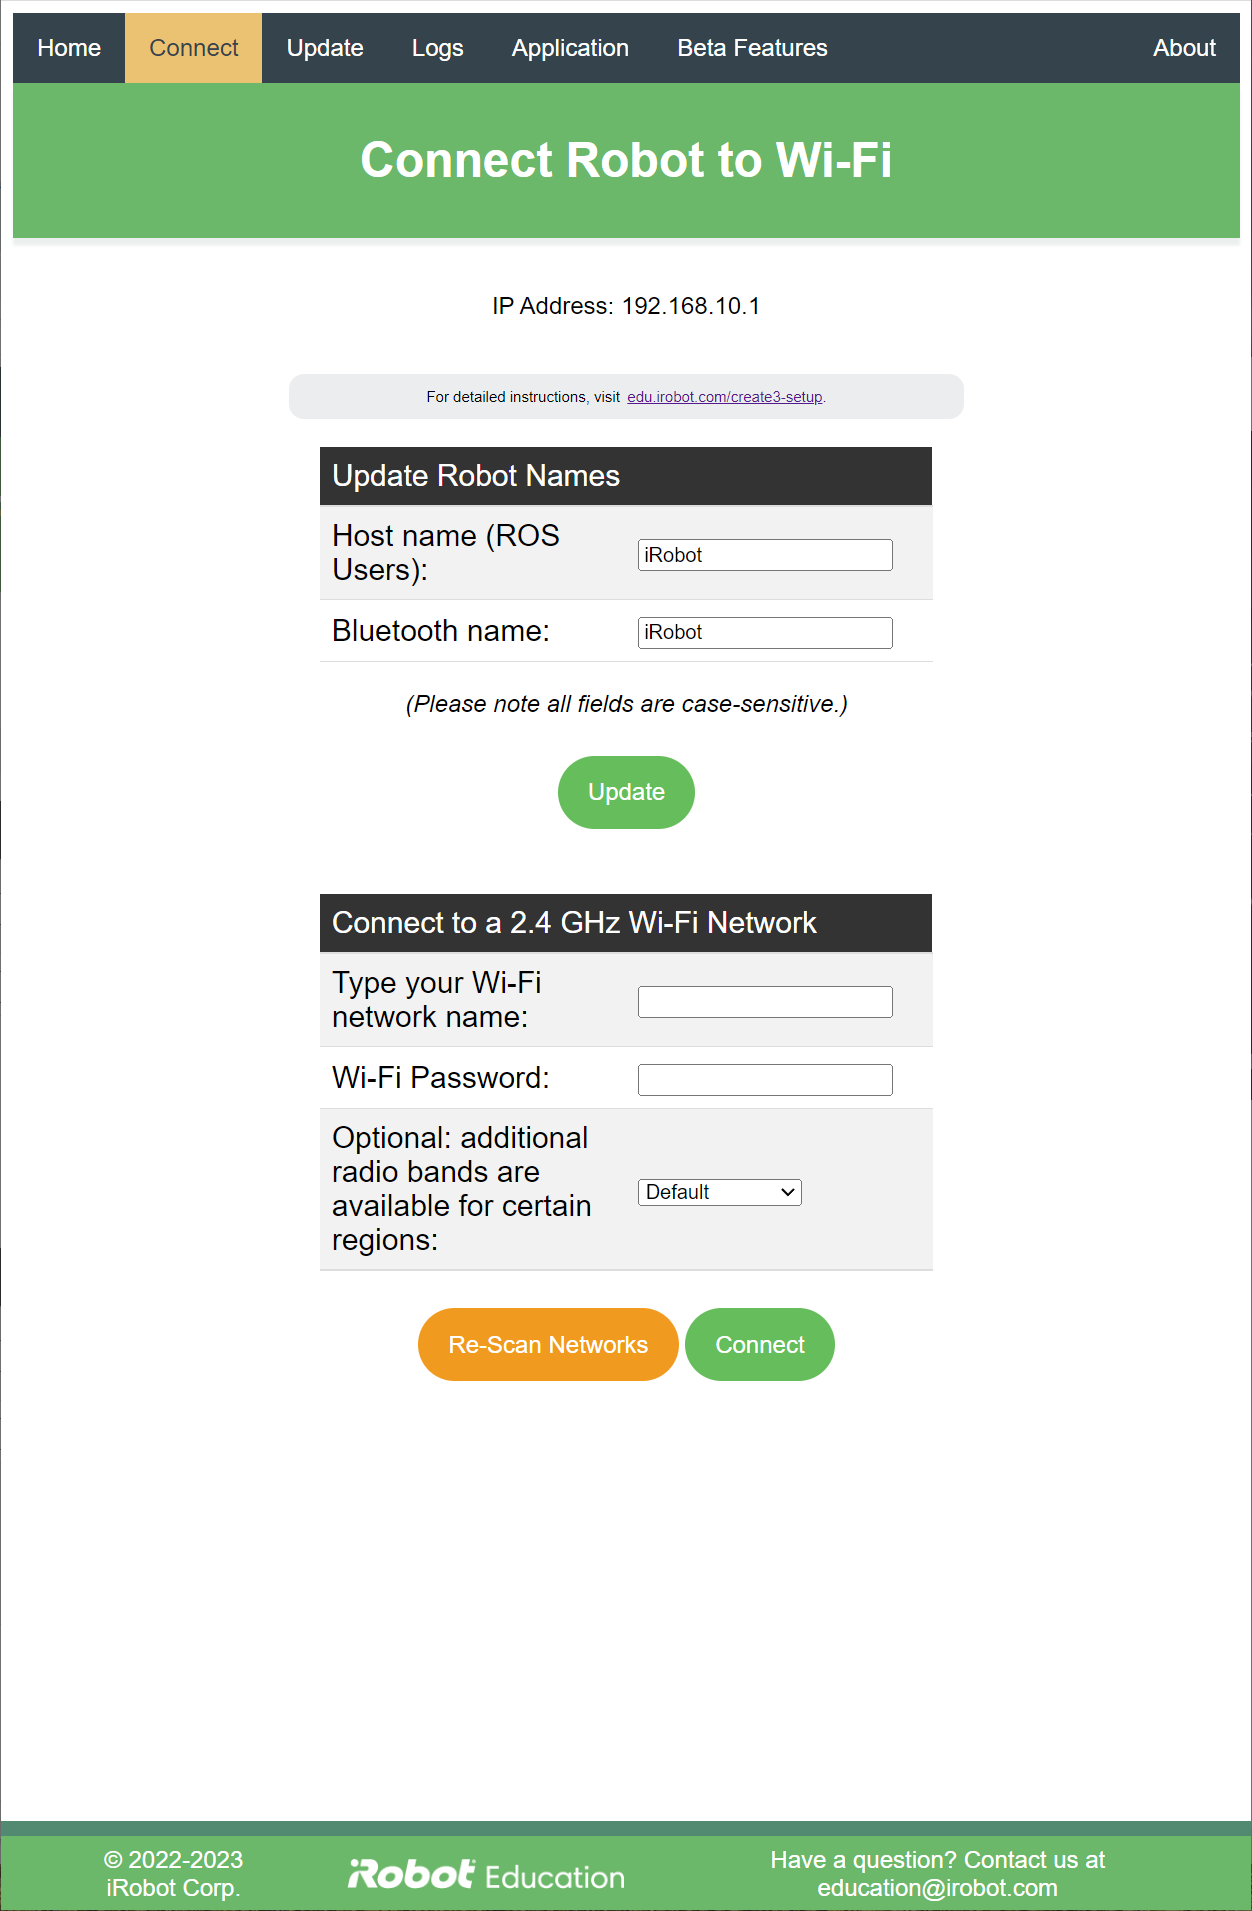 Home Connect Update Logs Application Beta Features About
Connect Robot to Wi-Fi
IP Address: 192.168.10.1
For detailed instructions, visit edu.irobot.com/create3-setup.
Update Robot Names
Host name (ROS
Users):
iRobot
Bluetooth name: iRobot
(Please note all fields are case-sensitive.)
Update
Connect to a 2.4 GHz Wi-Fi Network
Type your Wi-Fi
network name:
Wi-Fi Password:
Optional: additional
radio bands are
available for certain
regions:
Default
Re-Scan Networks Connect
© 2022-2023
iRobot Corp.
iRobot Education
Have a question? Contact us at
education@irobot.com